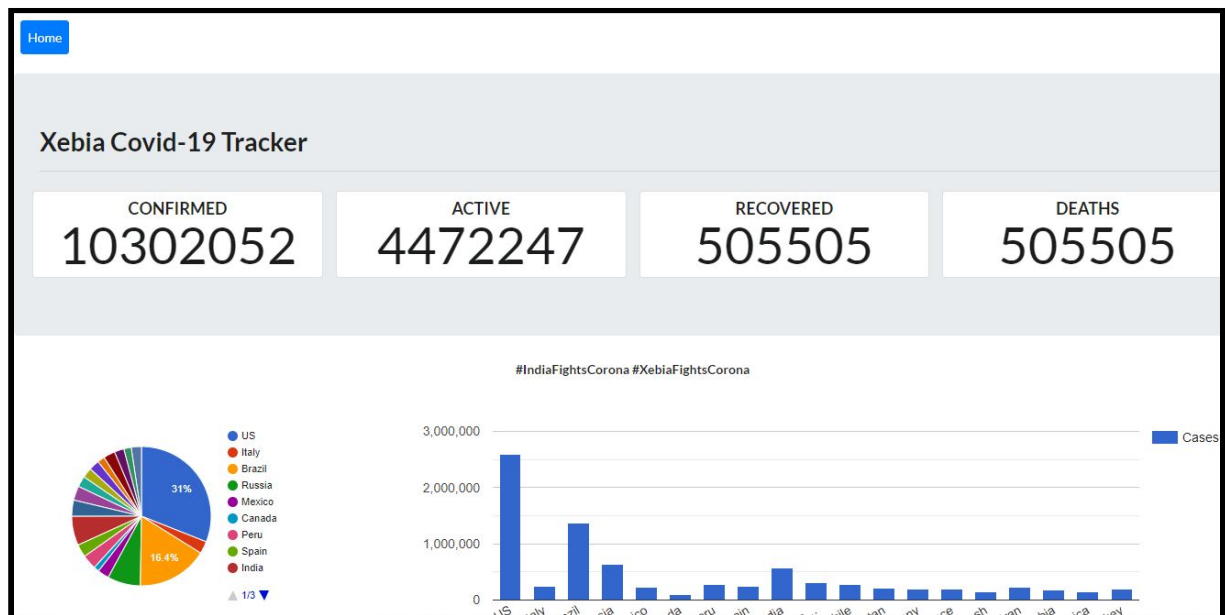 Home
Xebia Covid-19 Tracker
CONFIRMED
10302052
ACTIVE
4472247
RECOVERED
505505
DEATHS
505505
#IndiaFightsCorona #XebiaFightsCorona
31%
16.4%
US
Italy
Brazil
Russia
Mexico
Canada
Peru
Spain
India
1/3
3,000,000
2,000,000
1,000,000
0
Cases
US